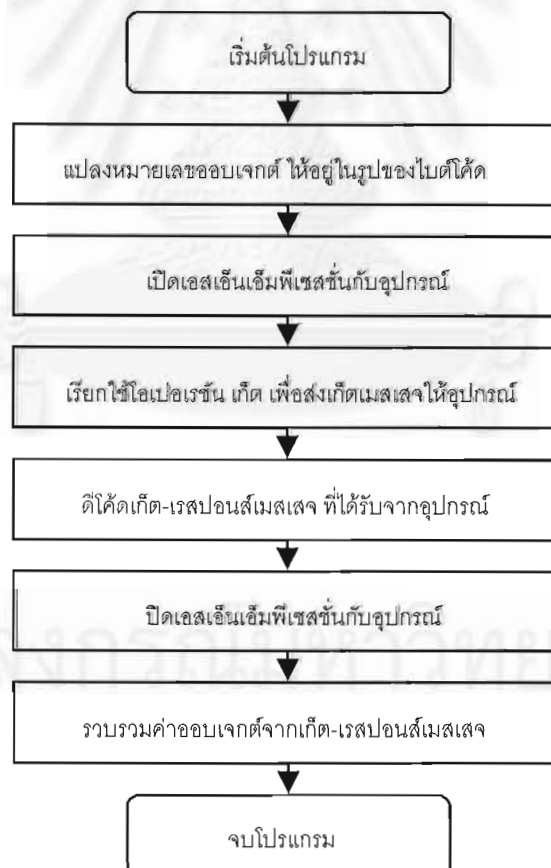 เริ่มต้นโปรแกรม
แปลงหมายเลขออบเจกต์ ให้อยู่ในรูปของไบต์โค้ด
เปิดเอสเอ็นเอ็มพีเซสชั่นกับอุปกรณ์
เรียกใช้โอเปอเรชัน เก็ต เพื่อส่งเก็ตเมสเสจให้อุปกรณ์
ดีโค้ดเก็ต-เรสปอนส์เมสเสจ ที่ได้รับจากอุปกรณ์
ปิดเอสเอ็นเอ็มพีเซสชั่นกับอุปกรณ์
รวบรวมค่าออบเจกต์จากเก็ต-เรสปอนส์เมสเสจ
จบโปรแกรม